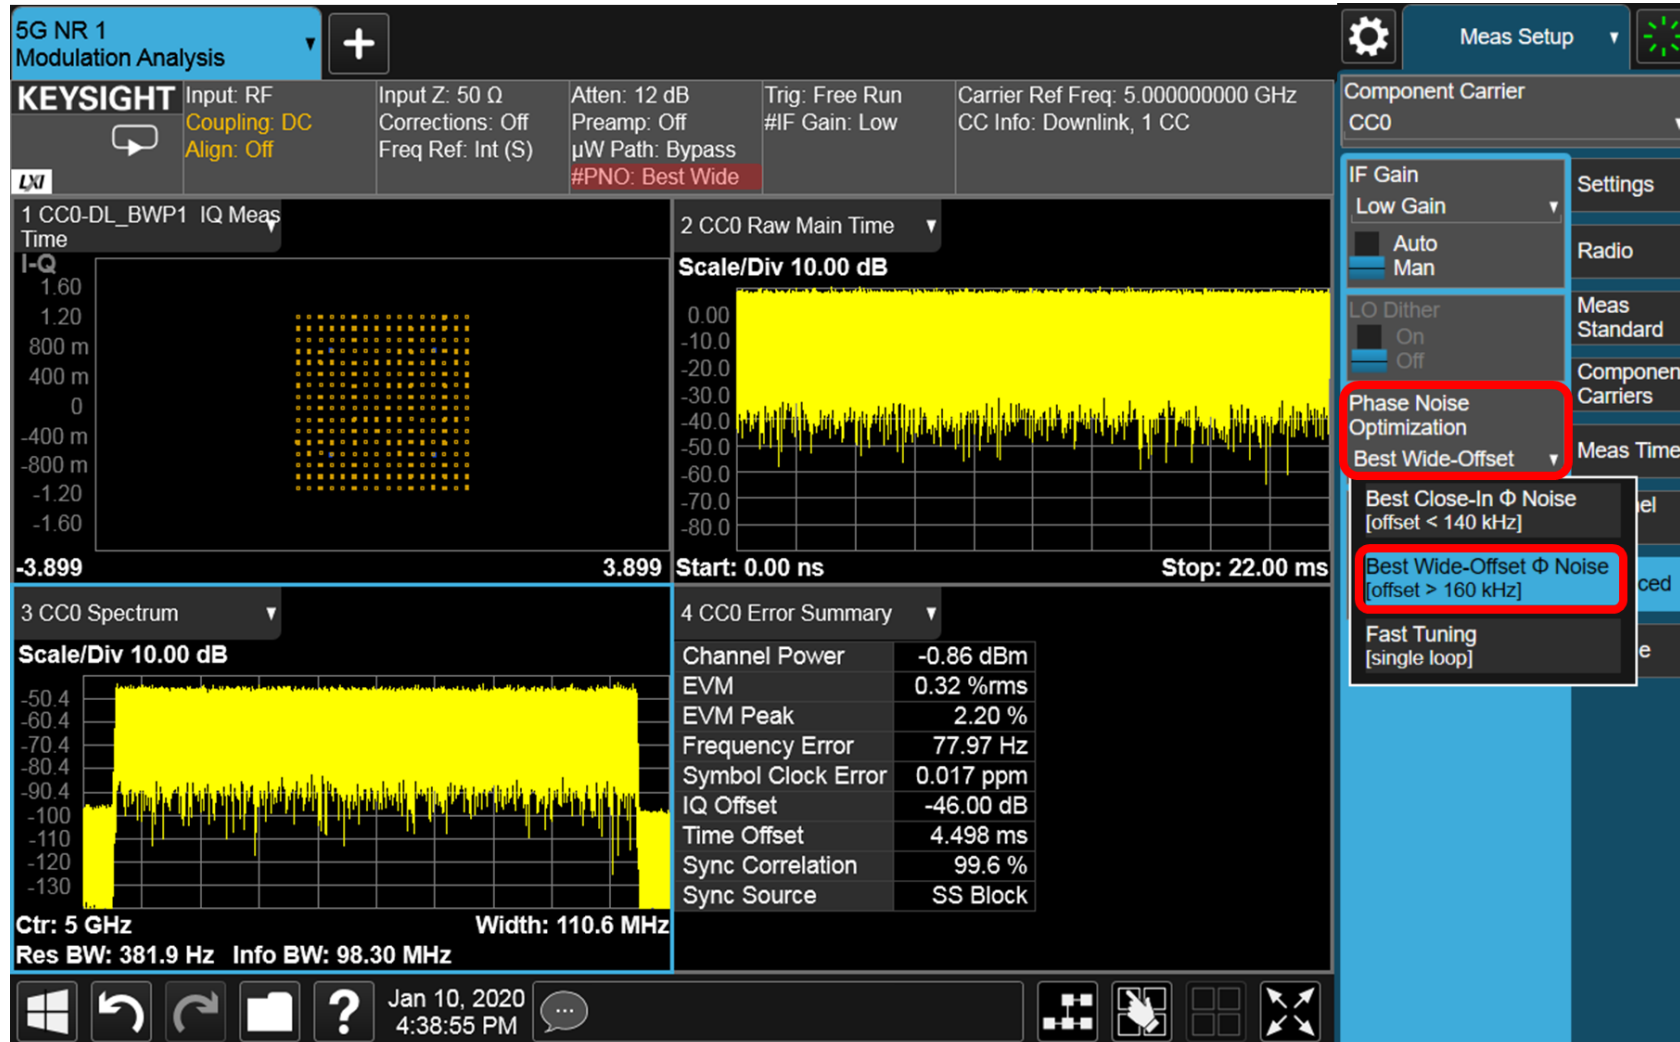 5G NR 1
Modulation Analysis
Meas Setup
KEYSIGHT
LXI
Input: RF
Coupling: DC
Align: Off
Input Z: 50 Ω
Corrections: Off
Freq Ref: Int (S)
Atten: 12 dB
Preamp: Off
µW Path: Bypass
#PNO: Best Wide
Trig: Free Run
#IF Gain: Low
Carrier Ref Freq: 5.000000000 GHz
CC Info: Downlink, 1 CC
Component Carrier
CC0
1 CC0-DL_BWP1 IQ Meas
Time
I-Q
1.60
1.20
800 m
400 m
0
-400 m
-800 m
-1.20
-1.60
-3.899
3.899
2 CC0 Raw Main Time
Scale/Div 10.00 dB
0.00
-10.0
-20.0
-30.0
-40.0
-50.0
-60.0
-70.0
-80.0
Start: 0.00 ns
Stop: 22.00 ms
3 CC0 Spectrum
Scale/Div 10.00 dB
-50.4
-60.4
-70.4
-80.4
-90.4
-100
-110
-120
-130
Ctr: 5 GHz
Width: 110.6 MHz
Res BW: 381.9 Hz Info BW: 98.30 MHz
4 CC0 Error Summary
Channel Power -0.86 dBm
EVM 0.32 %rms
EVM Peak 2.20 %
Frequency Error 77.97 Hz
Symbol Clock Error 0.017 ppm
IQ Offset -46.00 dB
Time Offset 4.498 ms
Sync Correlation 99.6 %
Sync Source SS Block
IF Gain
Low Gain
Auto
Man
LO Dither
On
Off
Phase Noise
Optimization
Best Wide-Offset
Best Close-In Φ Noise
[offset < 140 kHz]
Best Wide-Offset Φ Noise
[offset > 160 kHz]
Fast Tuning
[single loop]
Settings
Radio
Meas
Standard
Componen
Carriers
Meas Time
el
ced
e
Jan 10, 2020
4:38:55 PM